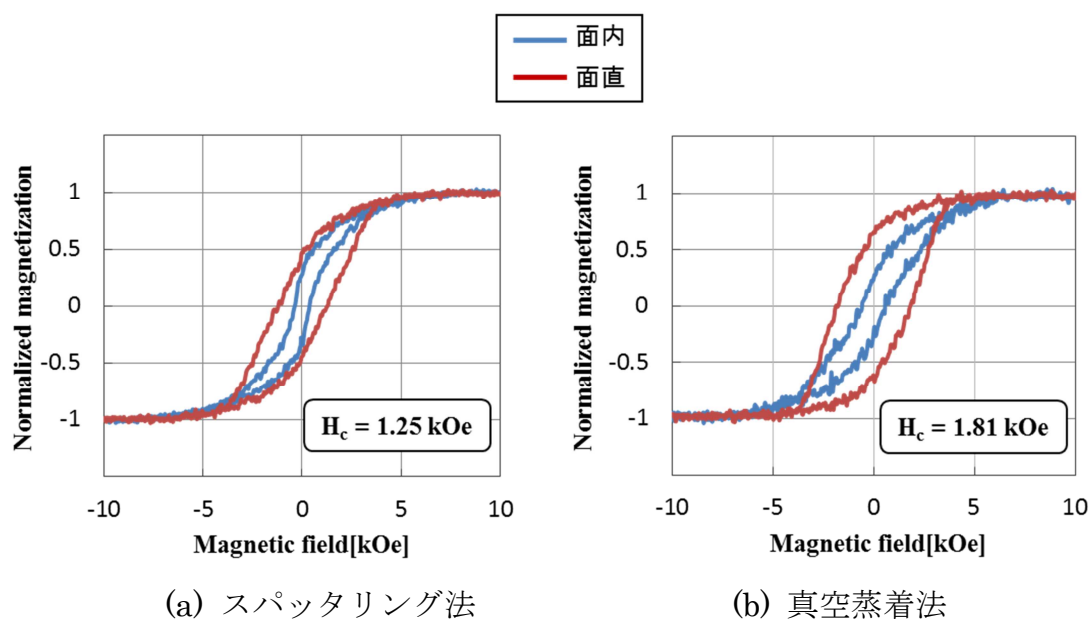 面内
面直
Normalized magnetization
1
0.5
0
-0.5
-1
-10
-5
0
5
10
Magnetic field[kOe]
Hc = 1.25 kOe
(a) スパッタリング法
Normalized magnetization
1
0.5
0
-0.5
-1
-10
-5
0
5
10
Magnetic field[kOe]
Hc = 1.81 kOe
(b) 真空蒸着法